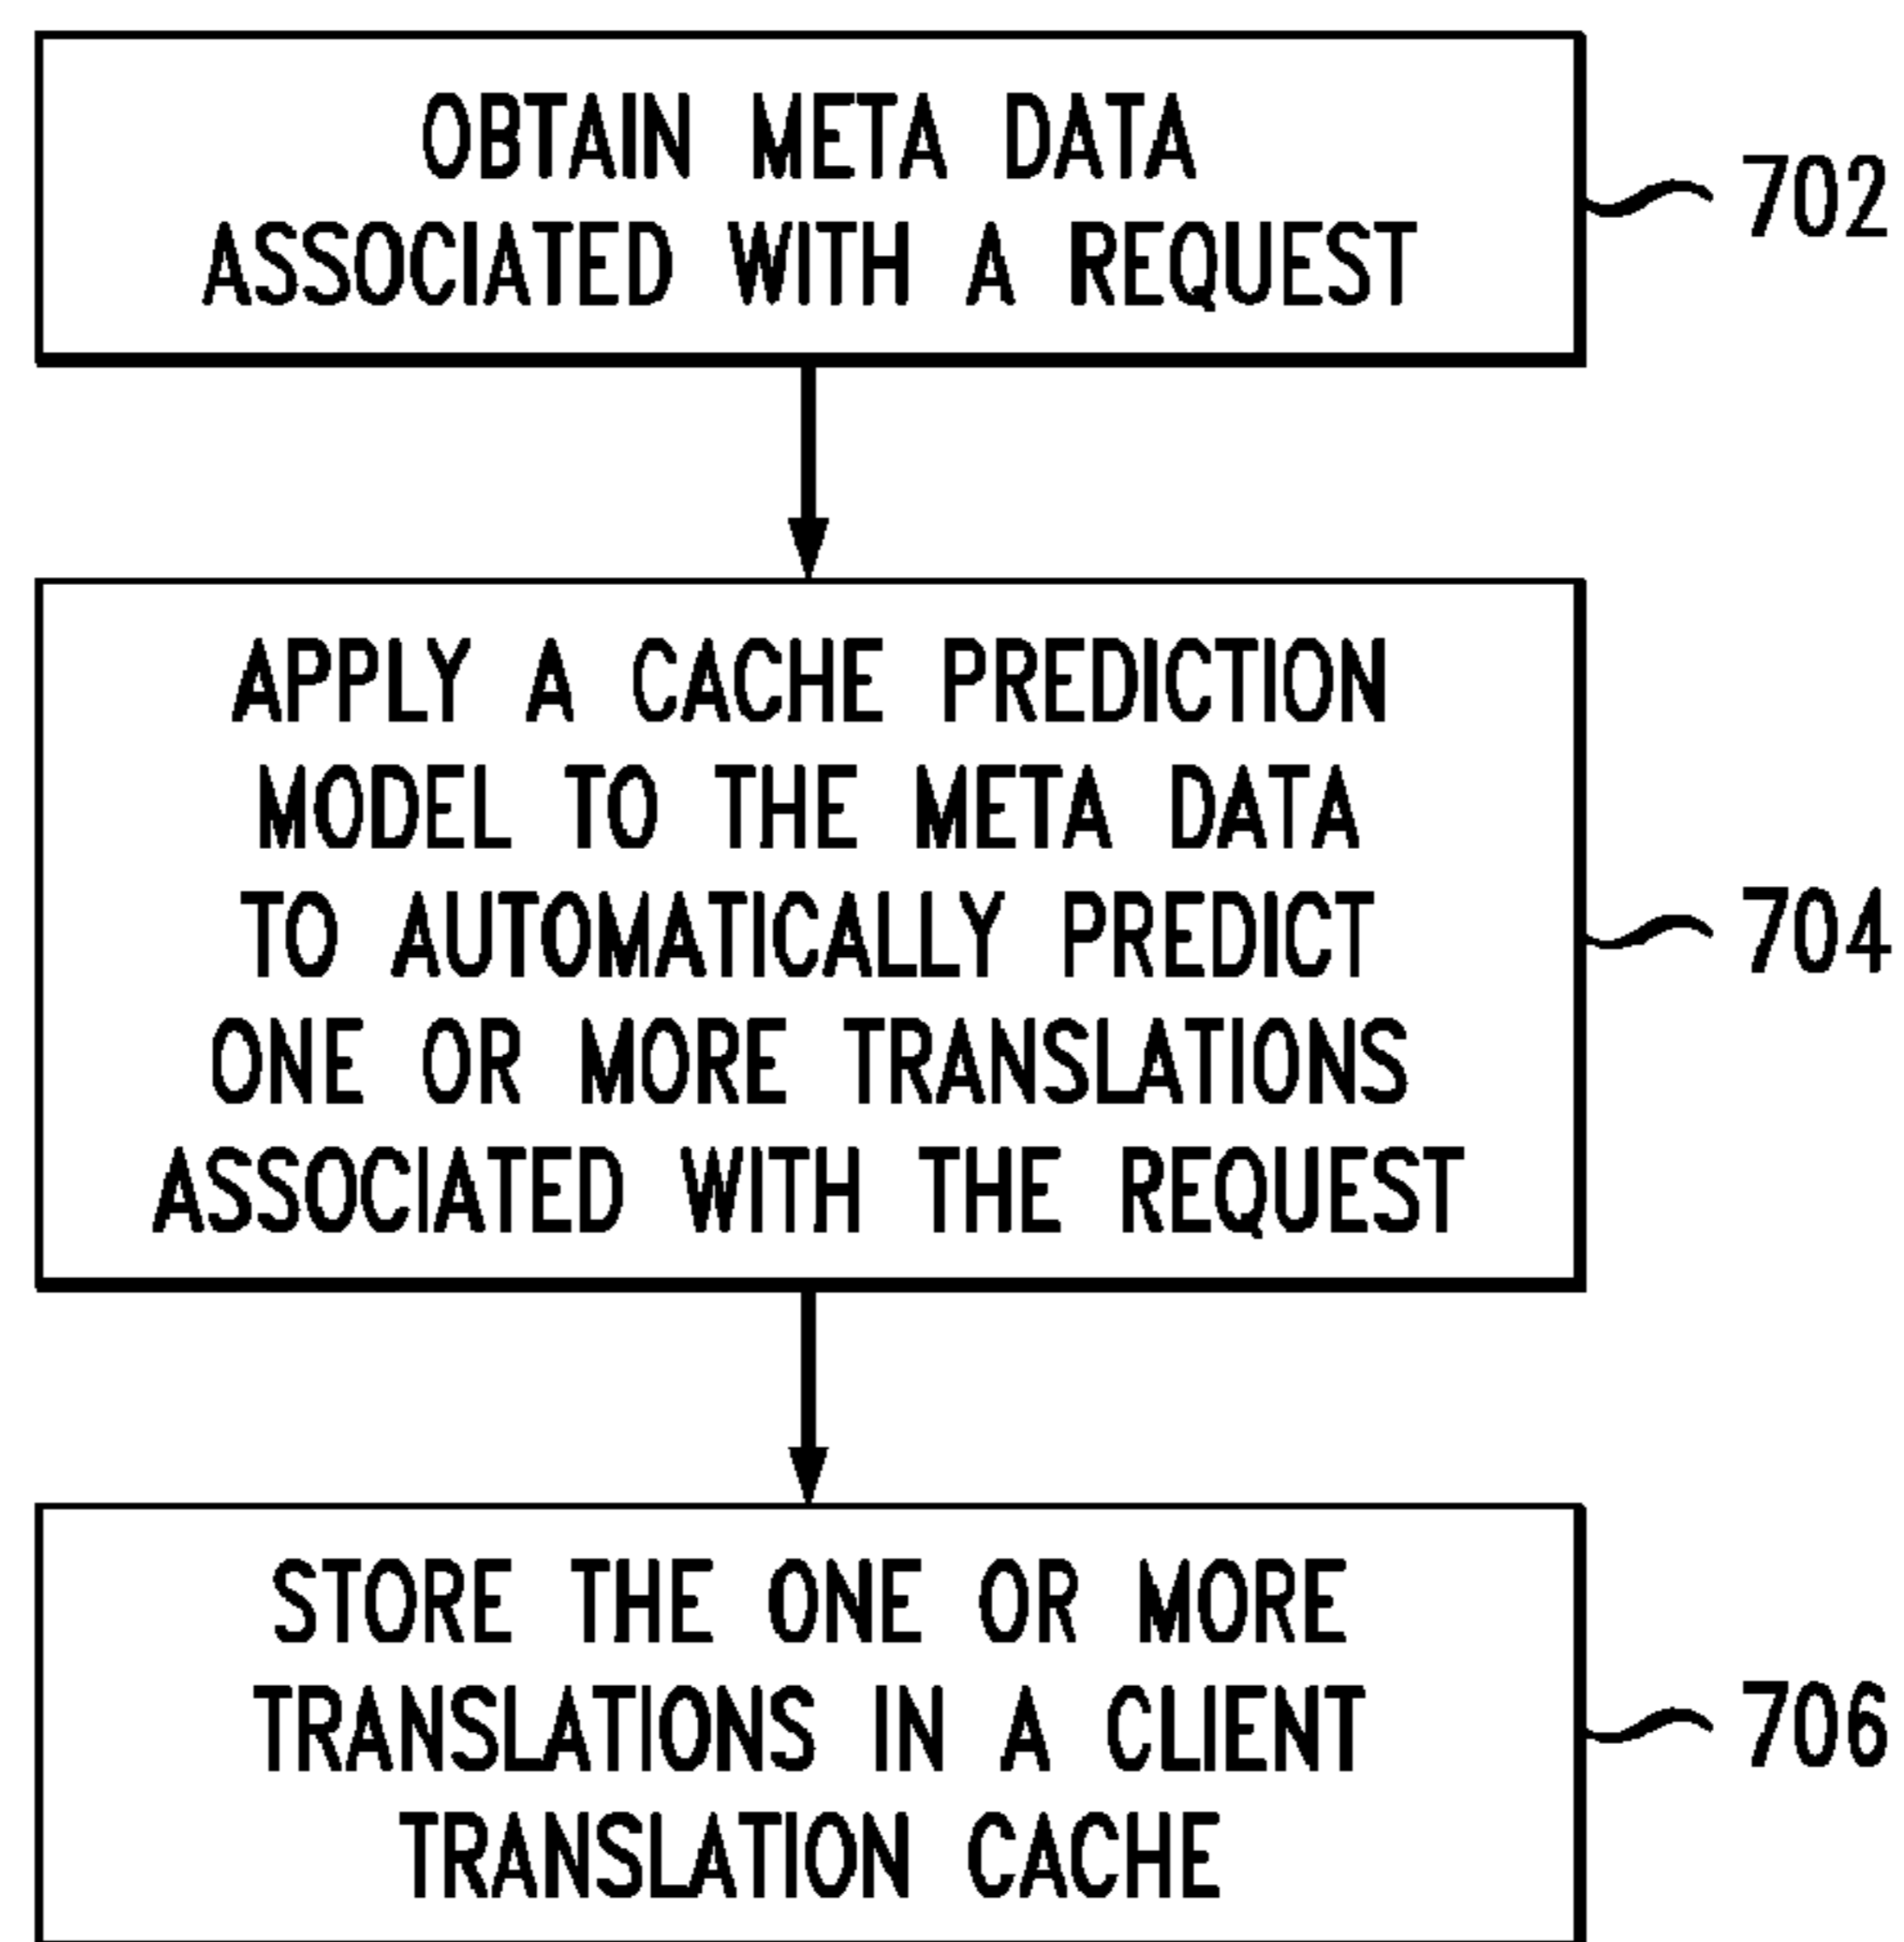 OBTAIN META DATA
ASSOCIATED WITH A REQUEST
702
APPLY A CACHE PREDICTION
MODEL TO THE META DATA
TO AUTOMATICALLY PREDICT
ONE OR MORE TRANSLATIONS
ASSOCIATED WITH THE REQUEST
704
STORE THE ONE OR MORE
TRANSLATIONS IN A CLIENT
TRANSLATION CACHE
706